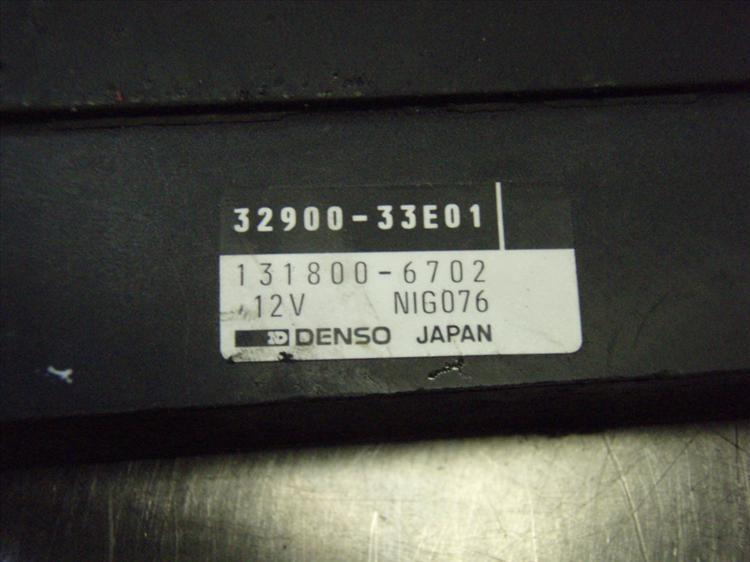 32900-33E01
131800-6702
12V NIG076
DENSO JAPAN